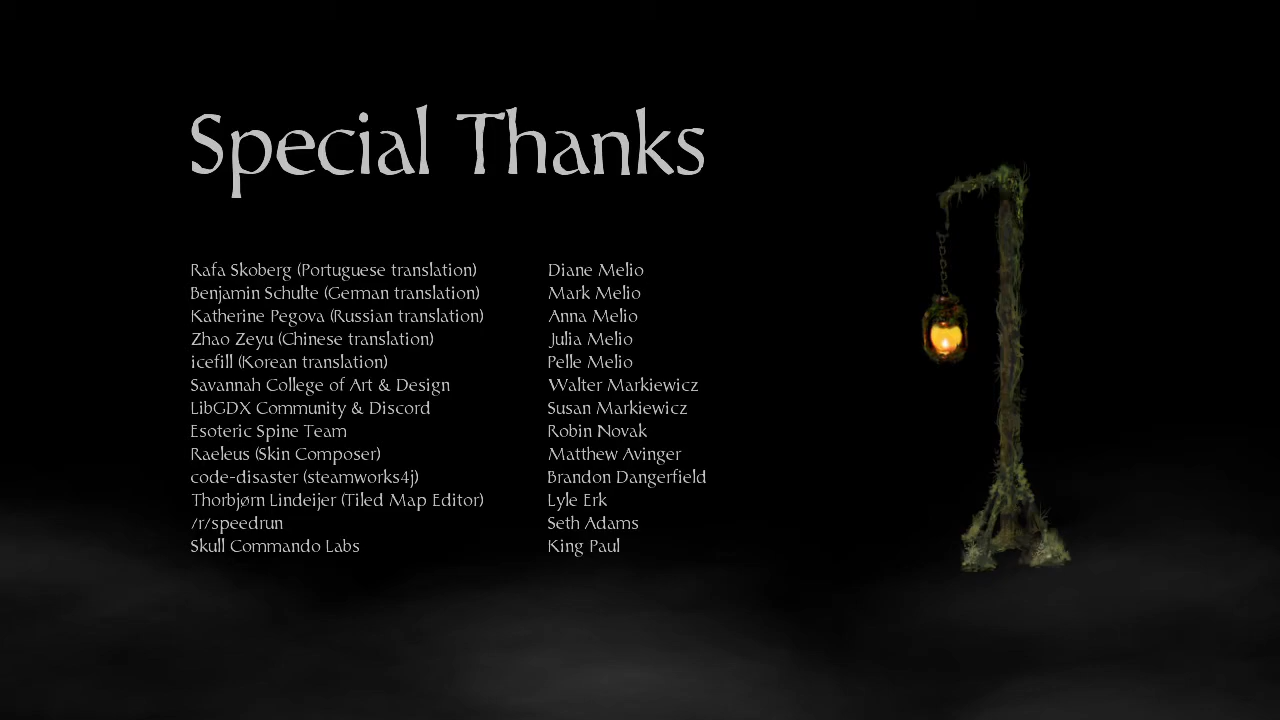 Special Thanks
Rafa Skoberg (Portuguese translation)
Benjamin Schulte (German translation)
Katherine Pegova (Russian translation)
Zhao Zeyu (Chinese translation)
icefill (Korean translation)
Savannah College of Art & Design
LibGDX Community & Discord
Esoteric Spine Team
Raeleus (Skin Composer)
code-disaster (steamworks4j)
Thorbjørn Lindeijer (Tiled Map Editor)
/r/speedrun
Skull Commando Labs
Diane Melio
Mark Melio
Anna Melio
Julia Melio
Pelle Melio
Walter Markiewicz
Susan Markiewicz
Robin Novak
Matthew Avinger
Brandon Dangerfield
Lyle Erk
Seth Adams
King Paul